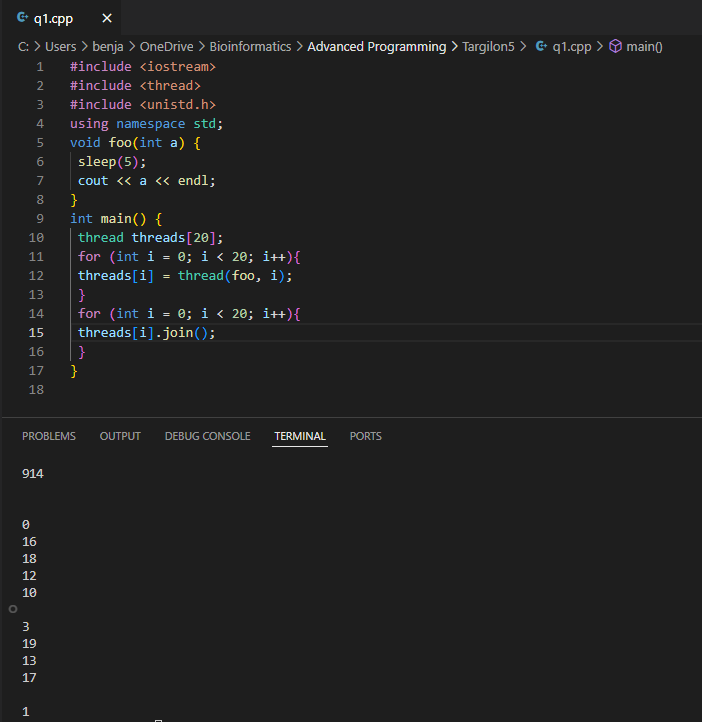 q1.cpp
C: > Users > benja > OneDrive > Bioinformatics > Advanced Programming > Targilon5 > q1.cpp > main()
1 #include <iostream>
2 #include <thread>
3 #include <unistd.h>
4 using namespace std;
5 void foo(int a) {
6 sleep(5);
7 cout << a << endl;
8 }
9 int main() {
10 thread threads[20];
11 for (int i = 0; i < 20; i++){
12 threads[i] = thread(foo, i);
13 }
14 for (int i = 0; i < 20; i++){
15 threads[i].join();
16 }
17 }
18
PROBLEMS OUTPUT DEBUG CONSOLE TERMINAL PORTS
914
0
16
18
12
10
3
19
13
17
1